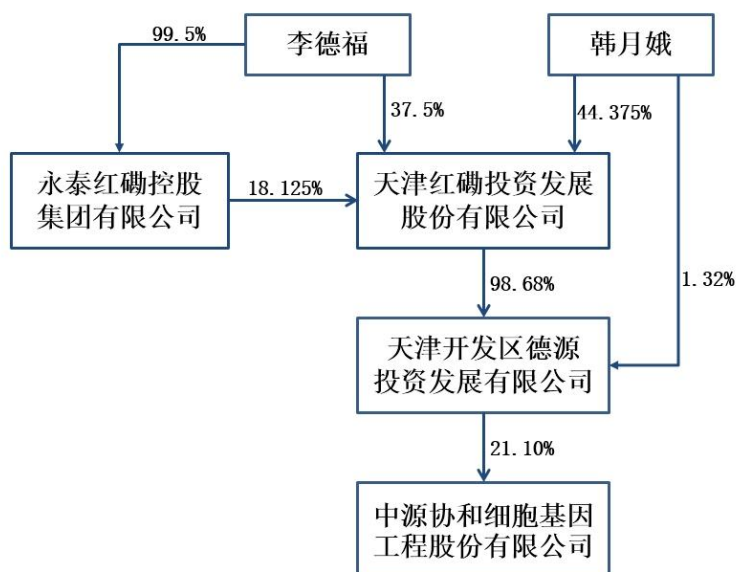 99.5%
李德福
韩月娥
37.5%
44.375%
永泰红磡控股
集团有限公司
18.125%
天津红磡投资发展
股份有限公司
98.68%
1.32%
天津开发区德源
投资发展有限公司
21.10%
中源协和细胞基因
工程股份有限公司